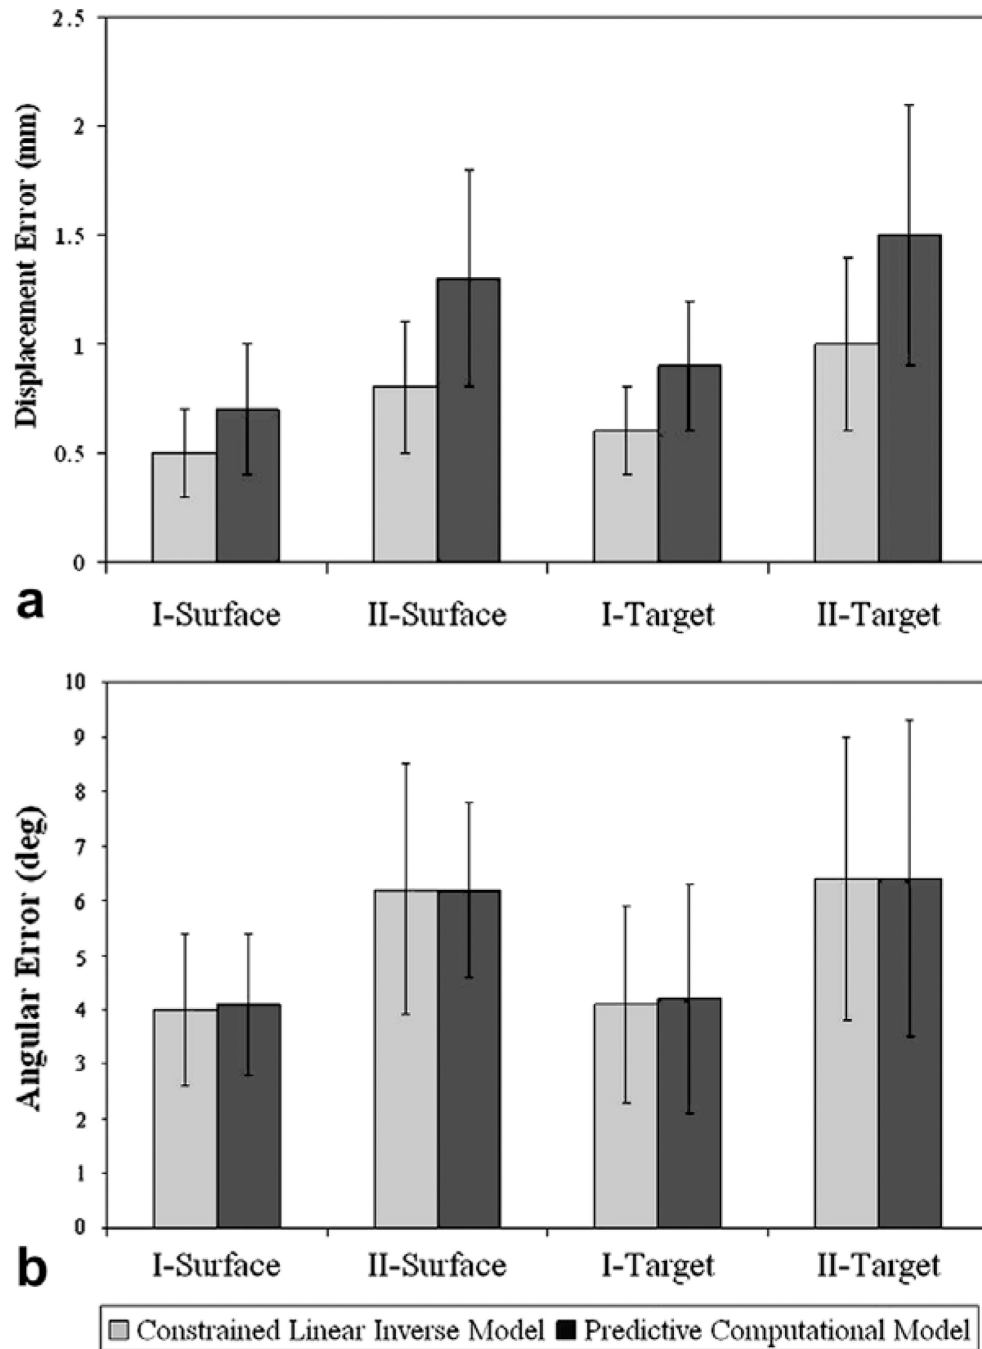 2.5
2
1.5
1
0.5
0
Displacement Error (mm)
a
I-Surface II-Surface I-Target II-Target
10
9
8
7
6
5
4
3
2
1
0
Angular Error (deg)
b
I-Surface II-Surface I-Target II-Target
Constrained Linear Inverse Model Predictive Computational Model